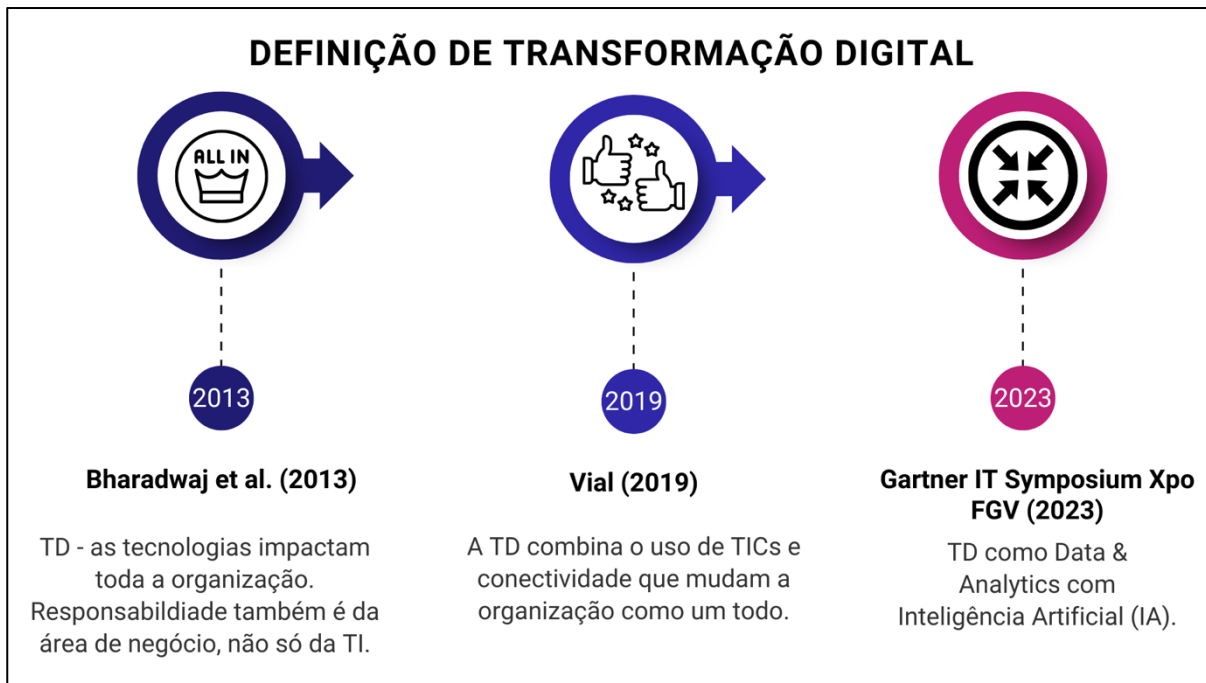 DEFINIÇÃO DE TRANSFORMAÇÃO DIGITAL
ALL IN
2013
Bharadwaj et al. (2013)
TD - as tecnologias impactam
toda a organização.
Responsabildiade também é da
área de negócio, não só da TI.
2019
Vial (2019)
A TD combina o uso de TICs e
conectividade que mudam a
organização como um todo.
2023
Gartner IT Symposium Xpo
FGV (2023)
TD como Data &
Analytics com
Inteligência Artificial (IA).